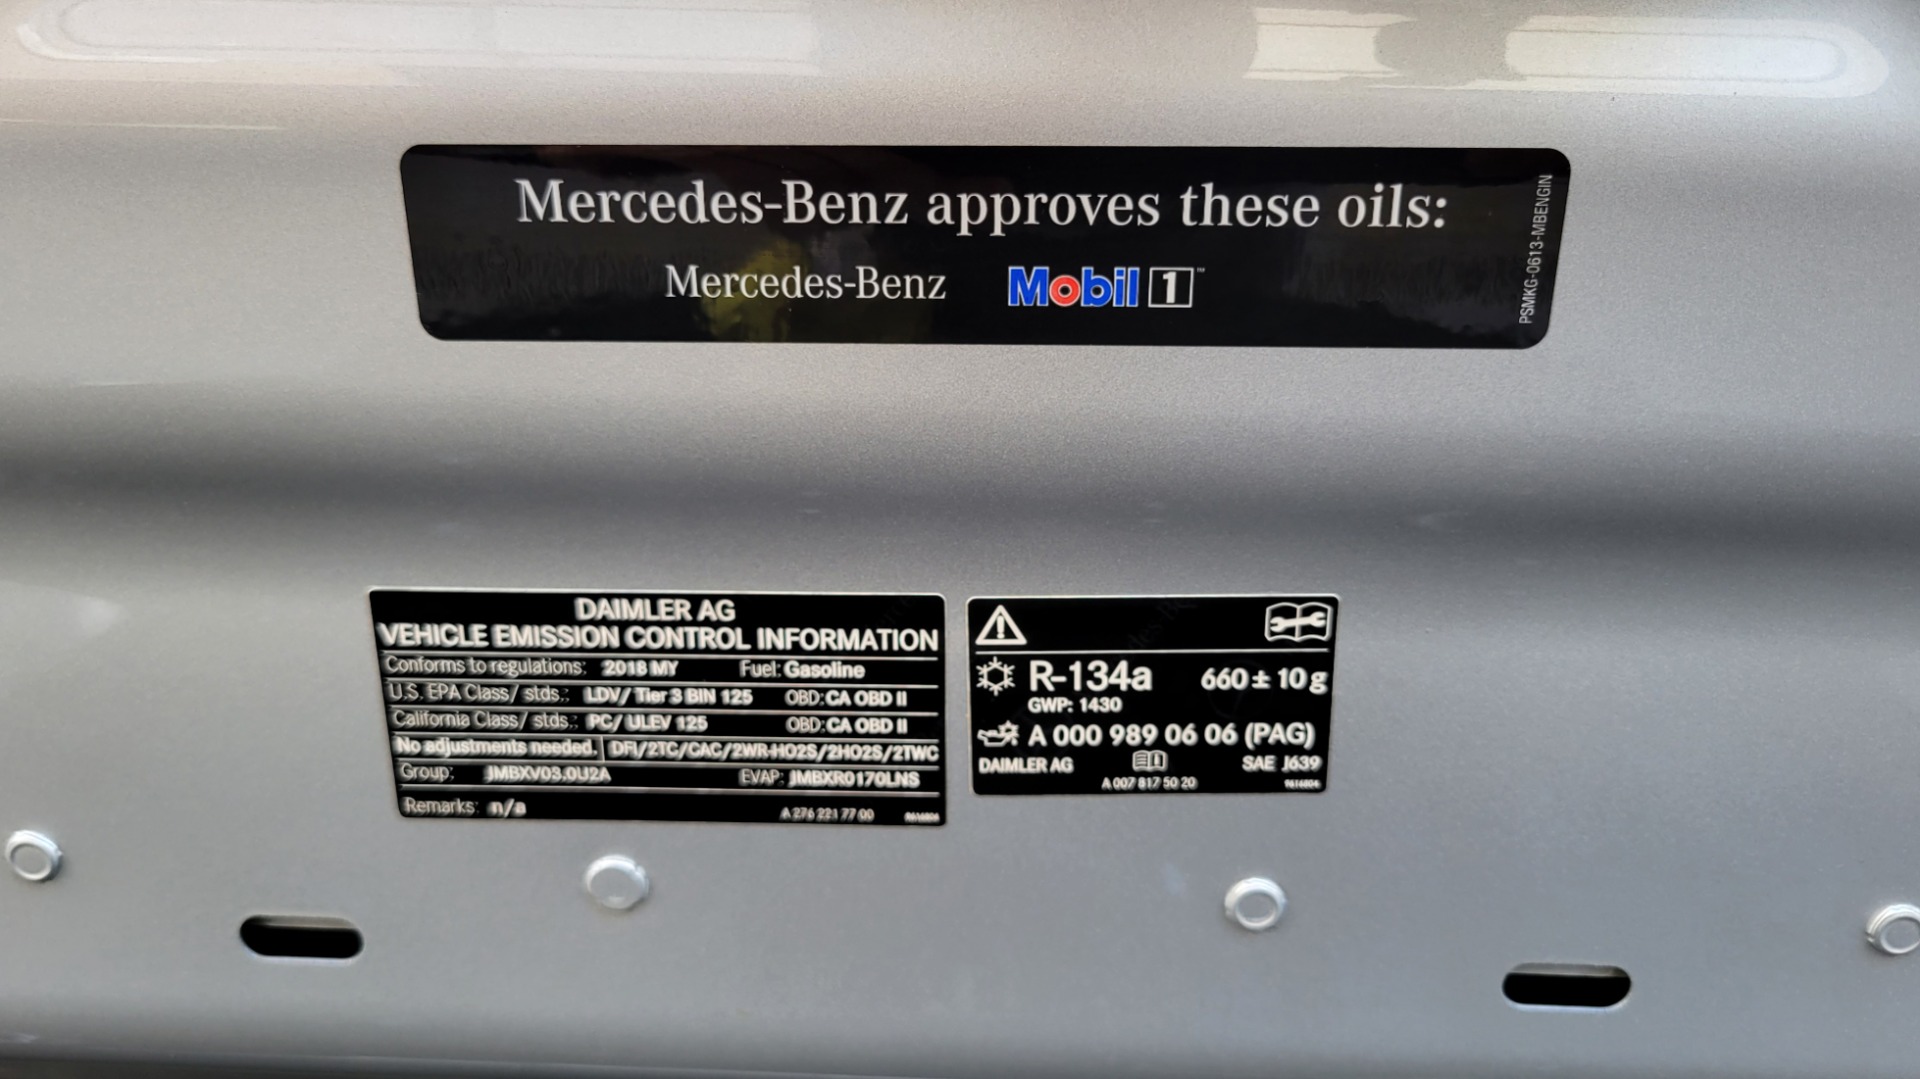 Mercedes-Benz approves these oils:
Mercedes-Benz Mobil 1™
PSMKG-0613-MBENGIN
DAIMLER AG
VEHICLE EMISSION CONTROL INFORMATION
Conforms to regulations: 2018 MY Fuel: Gasoline
U.S. EPA Class/ stds.: LDV/ Tier 3 BIN 125 OBD: CA OBD II
California Class/ stds.: PC/ ULEV 125 OBD: CA OBD II
No adjustments needed. DFI/2TC/CAC/2WR-HO2S/2HO2S/2TWC
Group: JMBXV03.0U2A EVAP: JMBXR0170LNS
Remarks: n/a A 276 221 77 00
R-134a 660 ± 10 g
GWP: 1430
A 000 989 06 06 (PAG)
DAIMLER AG SAE J639
A 007 817 50 20